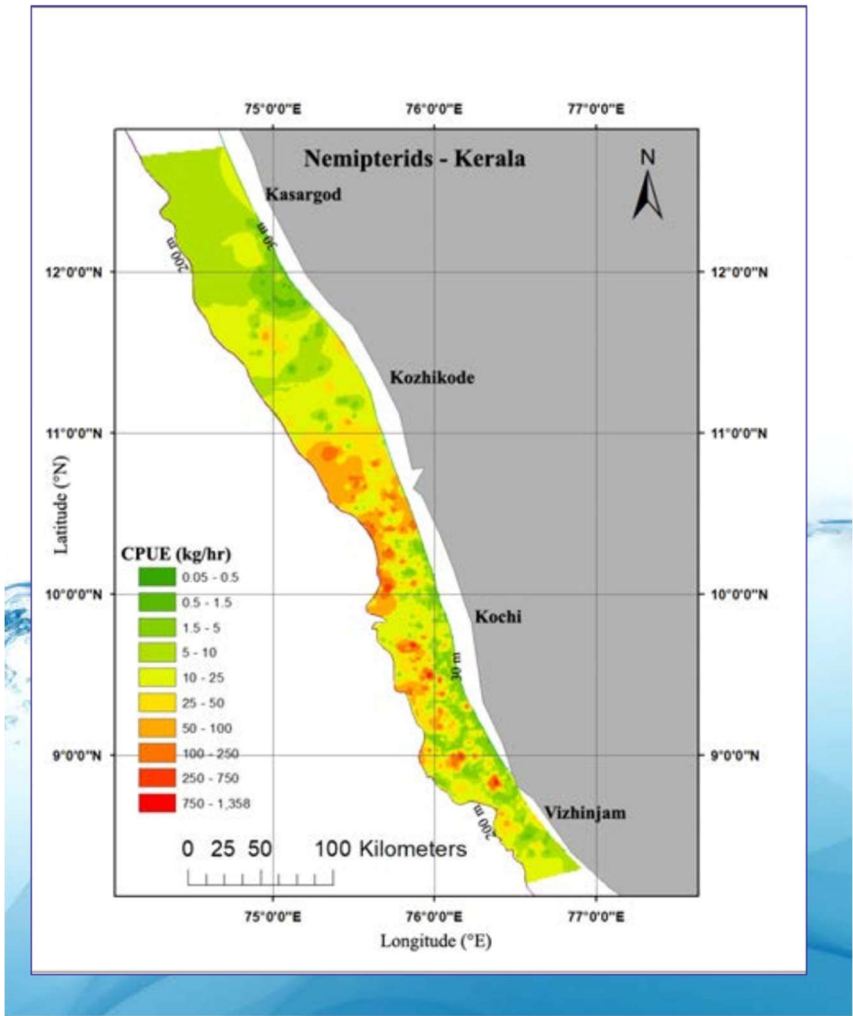 75°0'0"E 76°0'0"E 77°0'0"E
Nemipterids - Kerala
N
Kasargod
30 m
200 m
12°0'0"N 12°0'0"N
Kozhikode
11°0'0"N 11°0'0"N
Latitude (°N)
CPUE (kg/hr)
0.05 - 0.5
0.5 - 1.5
1.5 - 5
5 - 10
10 - 25
25 - 50
50 - 100
100 - 250
250 - 750
750 - 1,358
10°0'0"N 10°0'0"N
Kochi
30 m
9°0'0"N 9°0'0"N
Vizhinjam
200 m
0 25 50 100 Kilometers
75°0'0"E 76°0'0"E 77°0'0"E
Longitude (°E)